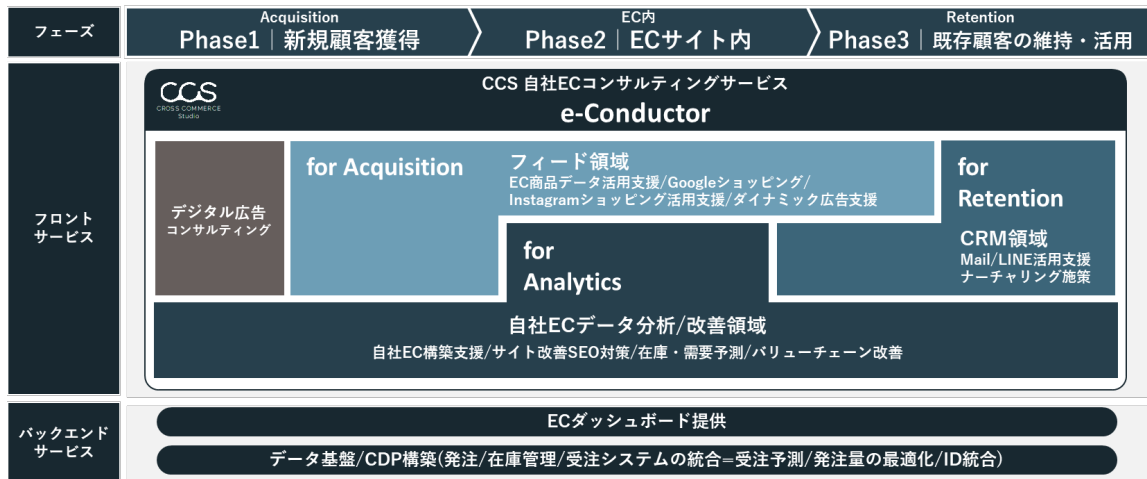 フェーズ
Acquisition
Phase1｜新規顧客獲得
EC内
Phase2｜ECサイト内
Retention
Phase3｜既存顧客の維持・活用
フロント
サービス
CCS
CROSS COMMERCE
Studio
CCS 自社ECコンサルティングサービス
e-Conductor
デジタル広告
コンサルティング
for Acquisition
フィード領域
EC商品データ活用支援/Googleショッピング/
Instagramショッピング活用支援/ダイナミック広告支援
for
Analytics
for
Retention
CRM領域
Mail/LINE活用支援
ナーチャリング施策
自社ECデータ分析/改善領域
自社EC構築支援/サイト改善SEO対策/在庫・需要予測/バリューチェーン改善
バックエンド
サービス
ECダッシュボード提供
データ基盤/CDP構築(発注/在庫管理/受注システムの統合=受注予測/発注量の最適化/ID統合)